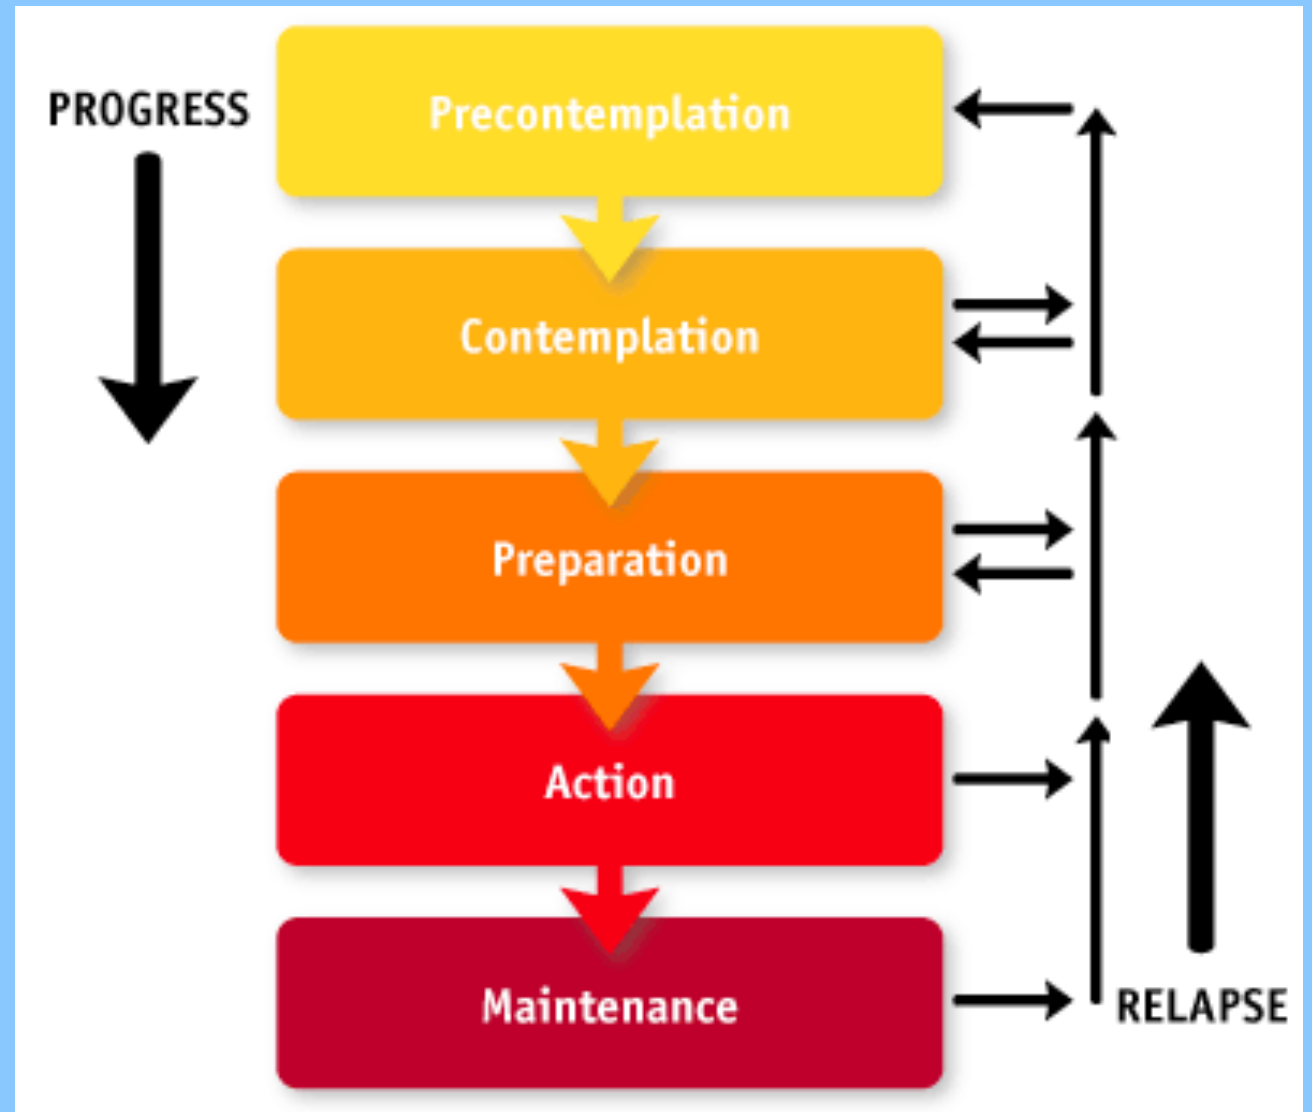 PROGRESS
Precontemplation
Contemplation
Preparation
Action
Maintenance
RELAPSE